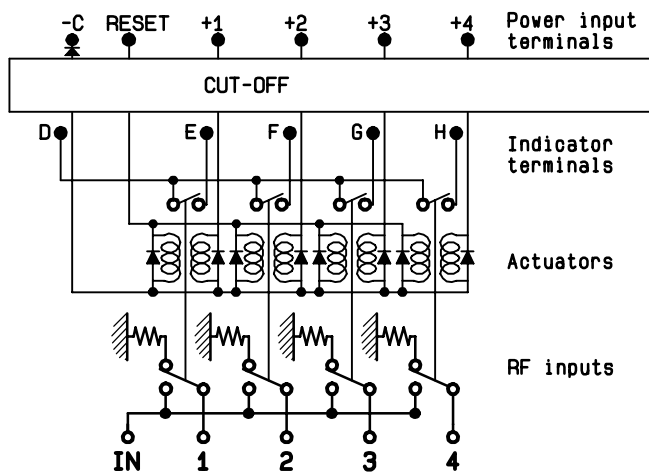 -C RESET +1 +2 +3 +4 Power input
terminals
CUT-OFF
D E F G H Indicator
terminals
Actuators
RF inputs
IN 1 2 3 4